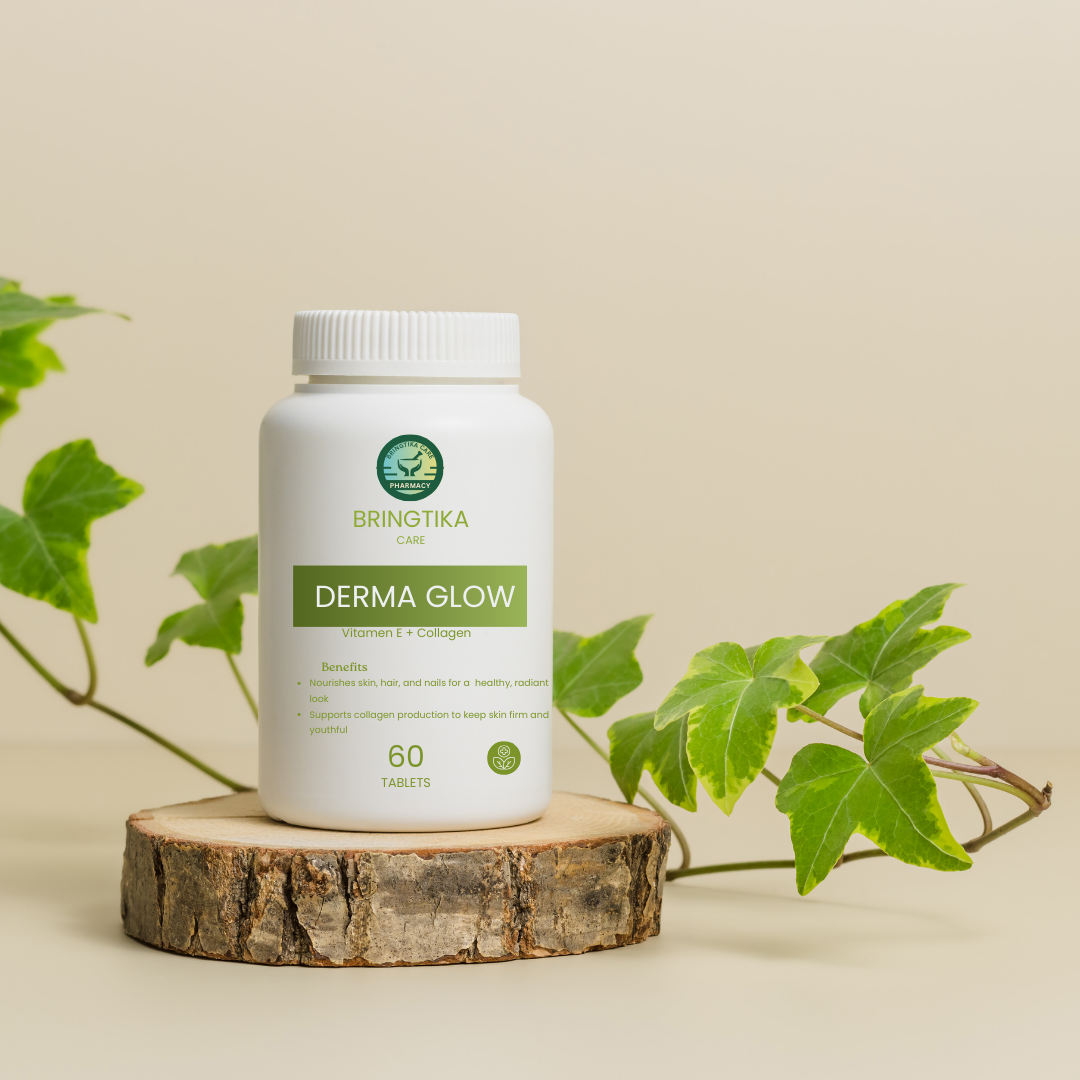 BRINGTIKA CARE
PHARMACY
BRINGTIKA
CARE
DERMA GLOW
Vitamen E + Collagen
Benefits
• Nourishes skin, hair, and nails for a healthy, radiant
look
• Supports collagen production to keep skin firm and
youthful
60
TABLETS